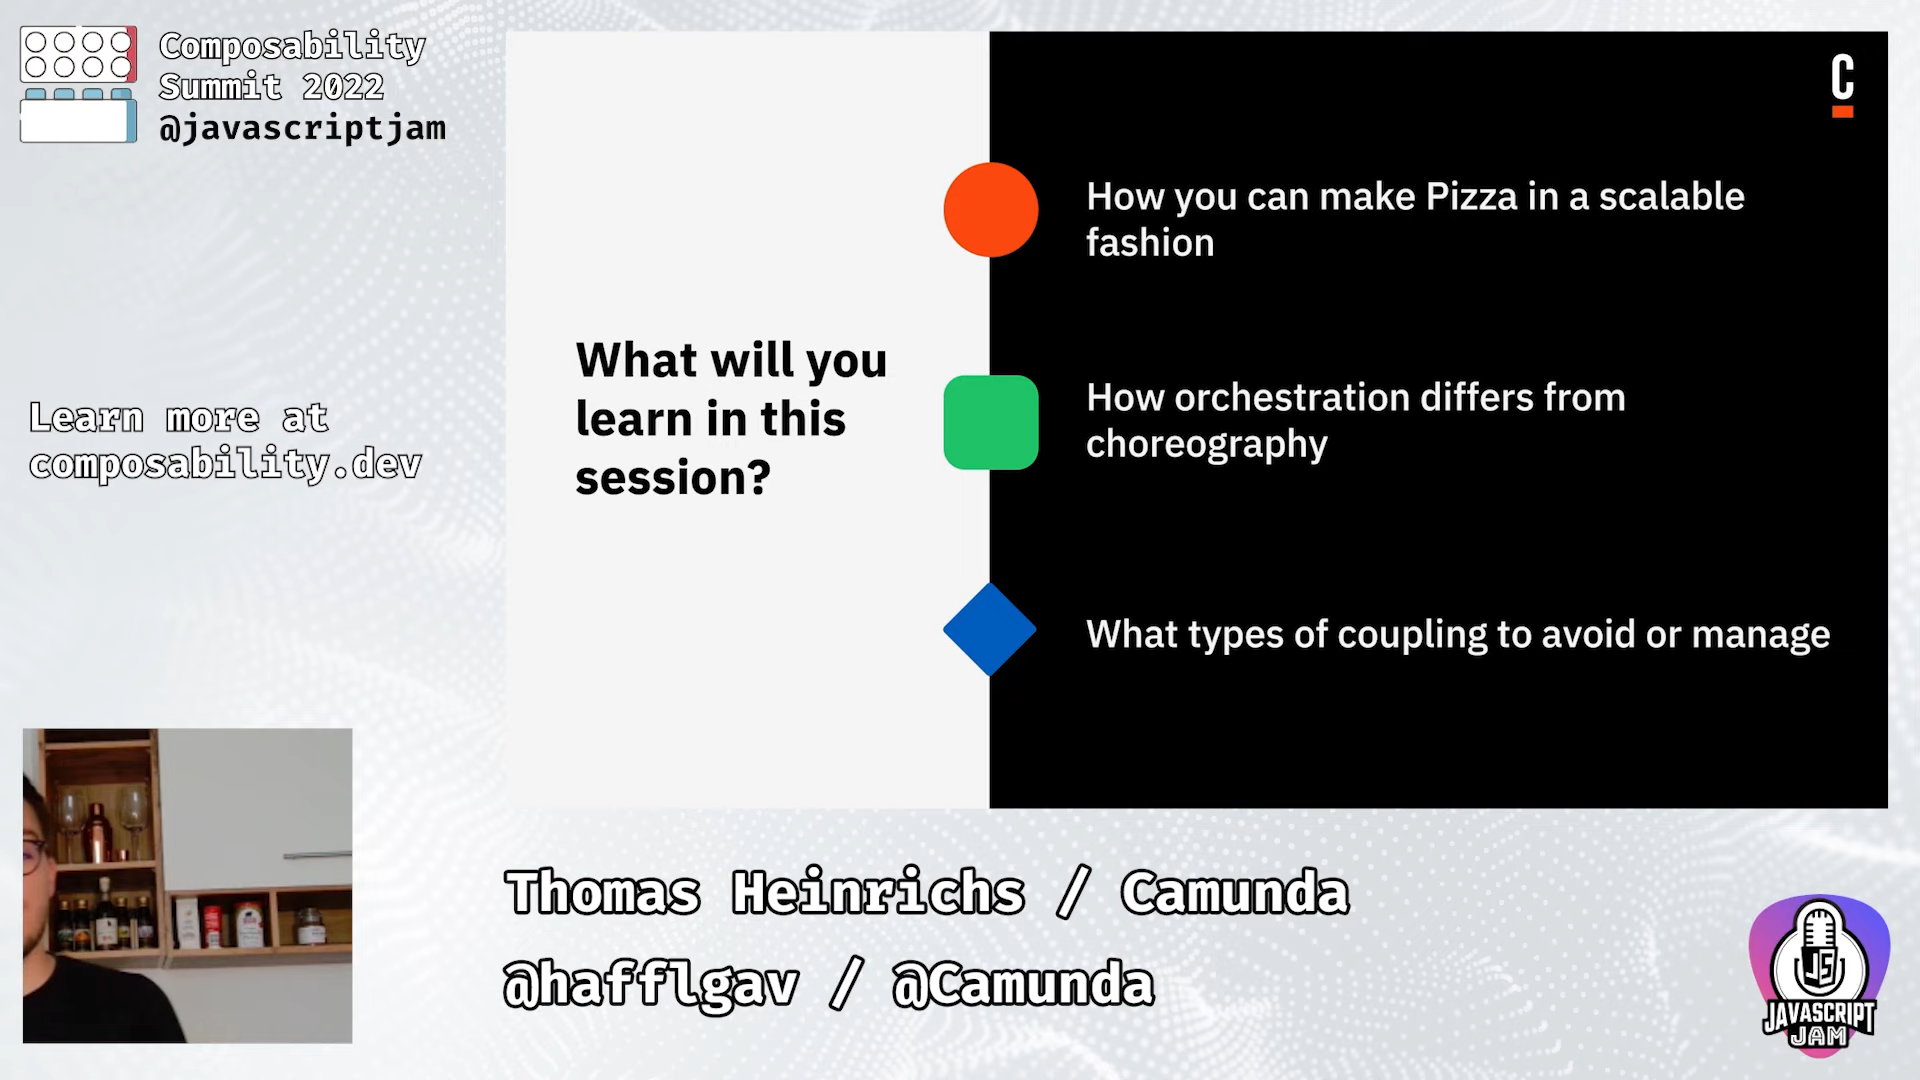 Composability
Summit 2022
@javascriptjam
Learn more at
composability.dev
What will you
learn in this
session?
C
How you can make Pizza in a scalable
fashion
How orchestration differs from
choreography
What types of coupling to avoid or manage
Thomas Heinrichs / Camunda
@hafflgav / @Camunda
JS
JAVASCRIPT
JAM